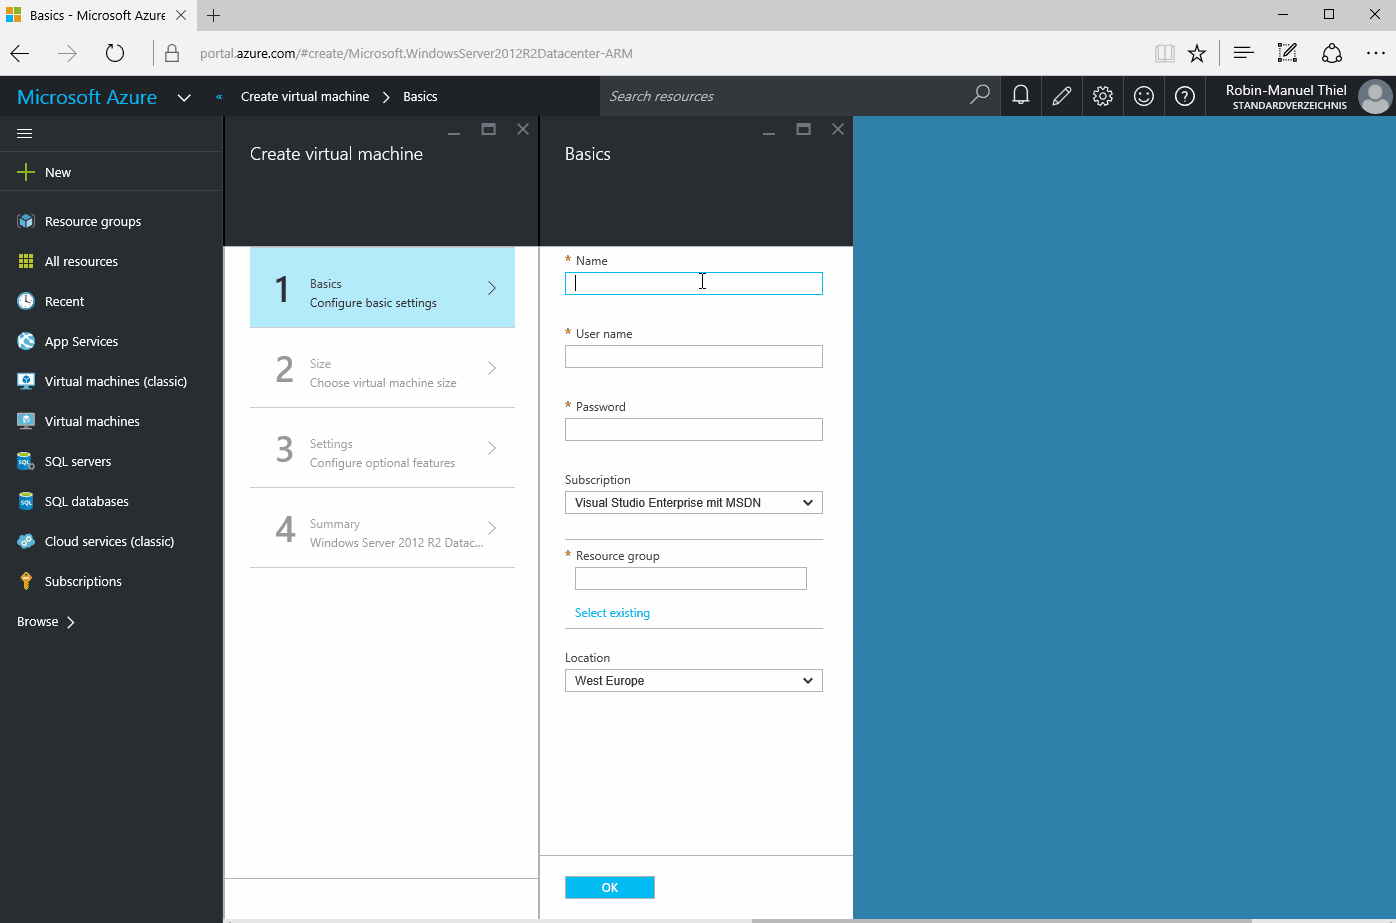 Basics - Microsoft Azure
portal.azure.com/#create/Microsoft.WindowsServer2012R2Datacenter-ARM
Microsoft Azure
Create virtual machine > Basics
Search resources
Robin-Manuel Thiel
STANDARDVERZEICHNIS
New
Resource groups
All resources
Recent
App Services
Virtual machines (classic)
Virtual machines
SQL servers
SQL databases
Cloud services (classic)
Subscriptions
Browse >
Create virtual machine
1
Basics
Configure basic settings
2
Size
Choose virtual machine size
3
Settings
Configure optional features
4
Summary
Windows Server 2012 R2 Datac...
Basics
* Name
* User name
* Password
Subscription
Visual Studio Enterprise mit MSDN
* Resource group
Select existing
Location
West Europe
OK